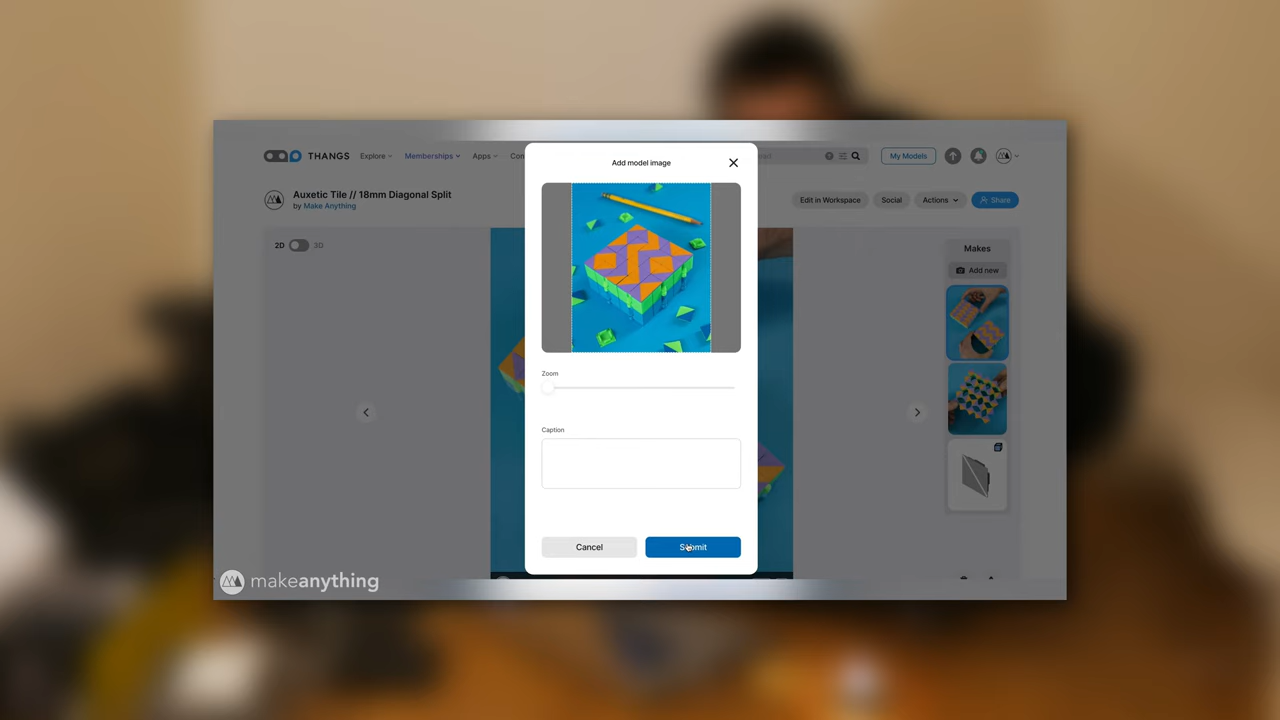 Add model image
THANGS Explore Memberships Apps My Models
Auxetic Tile // 18mm Diagonal Split
by Make Anything
Edit in Workspace Social Actions Share
2D 3D
Makes
Add new
Zoom
Caption
Cancel Submit
makeanything